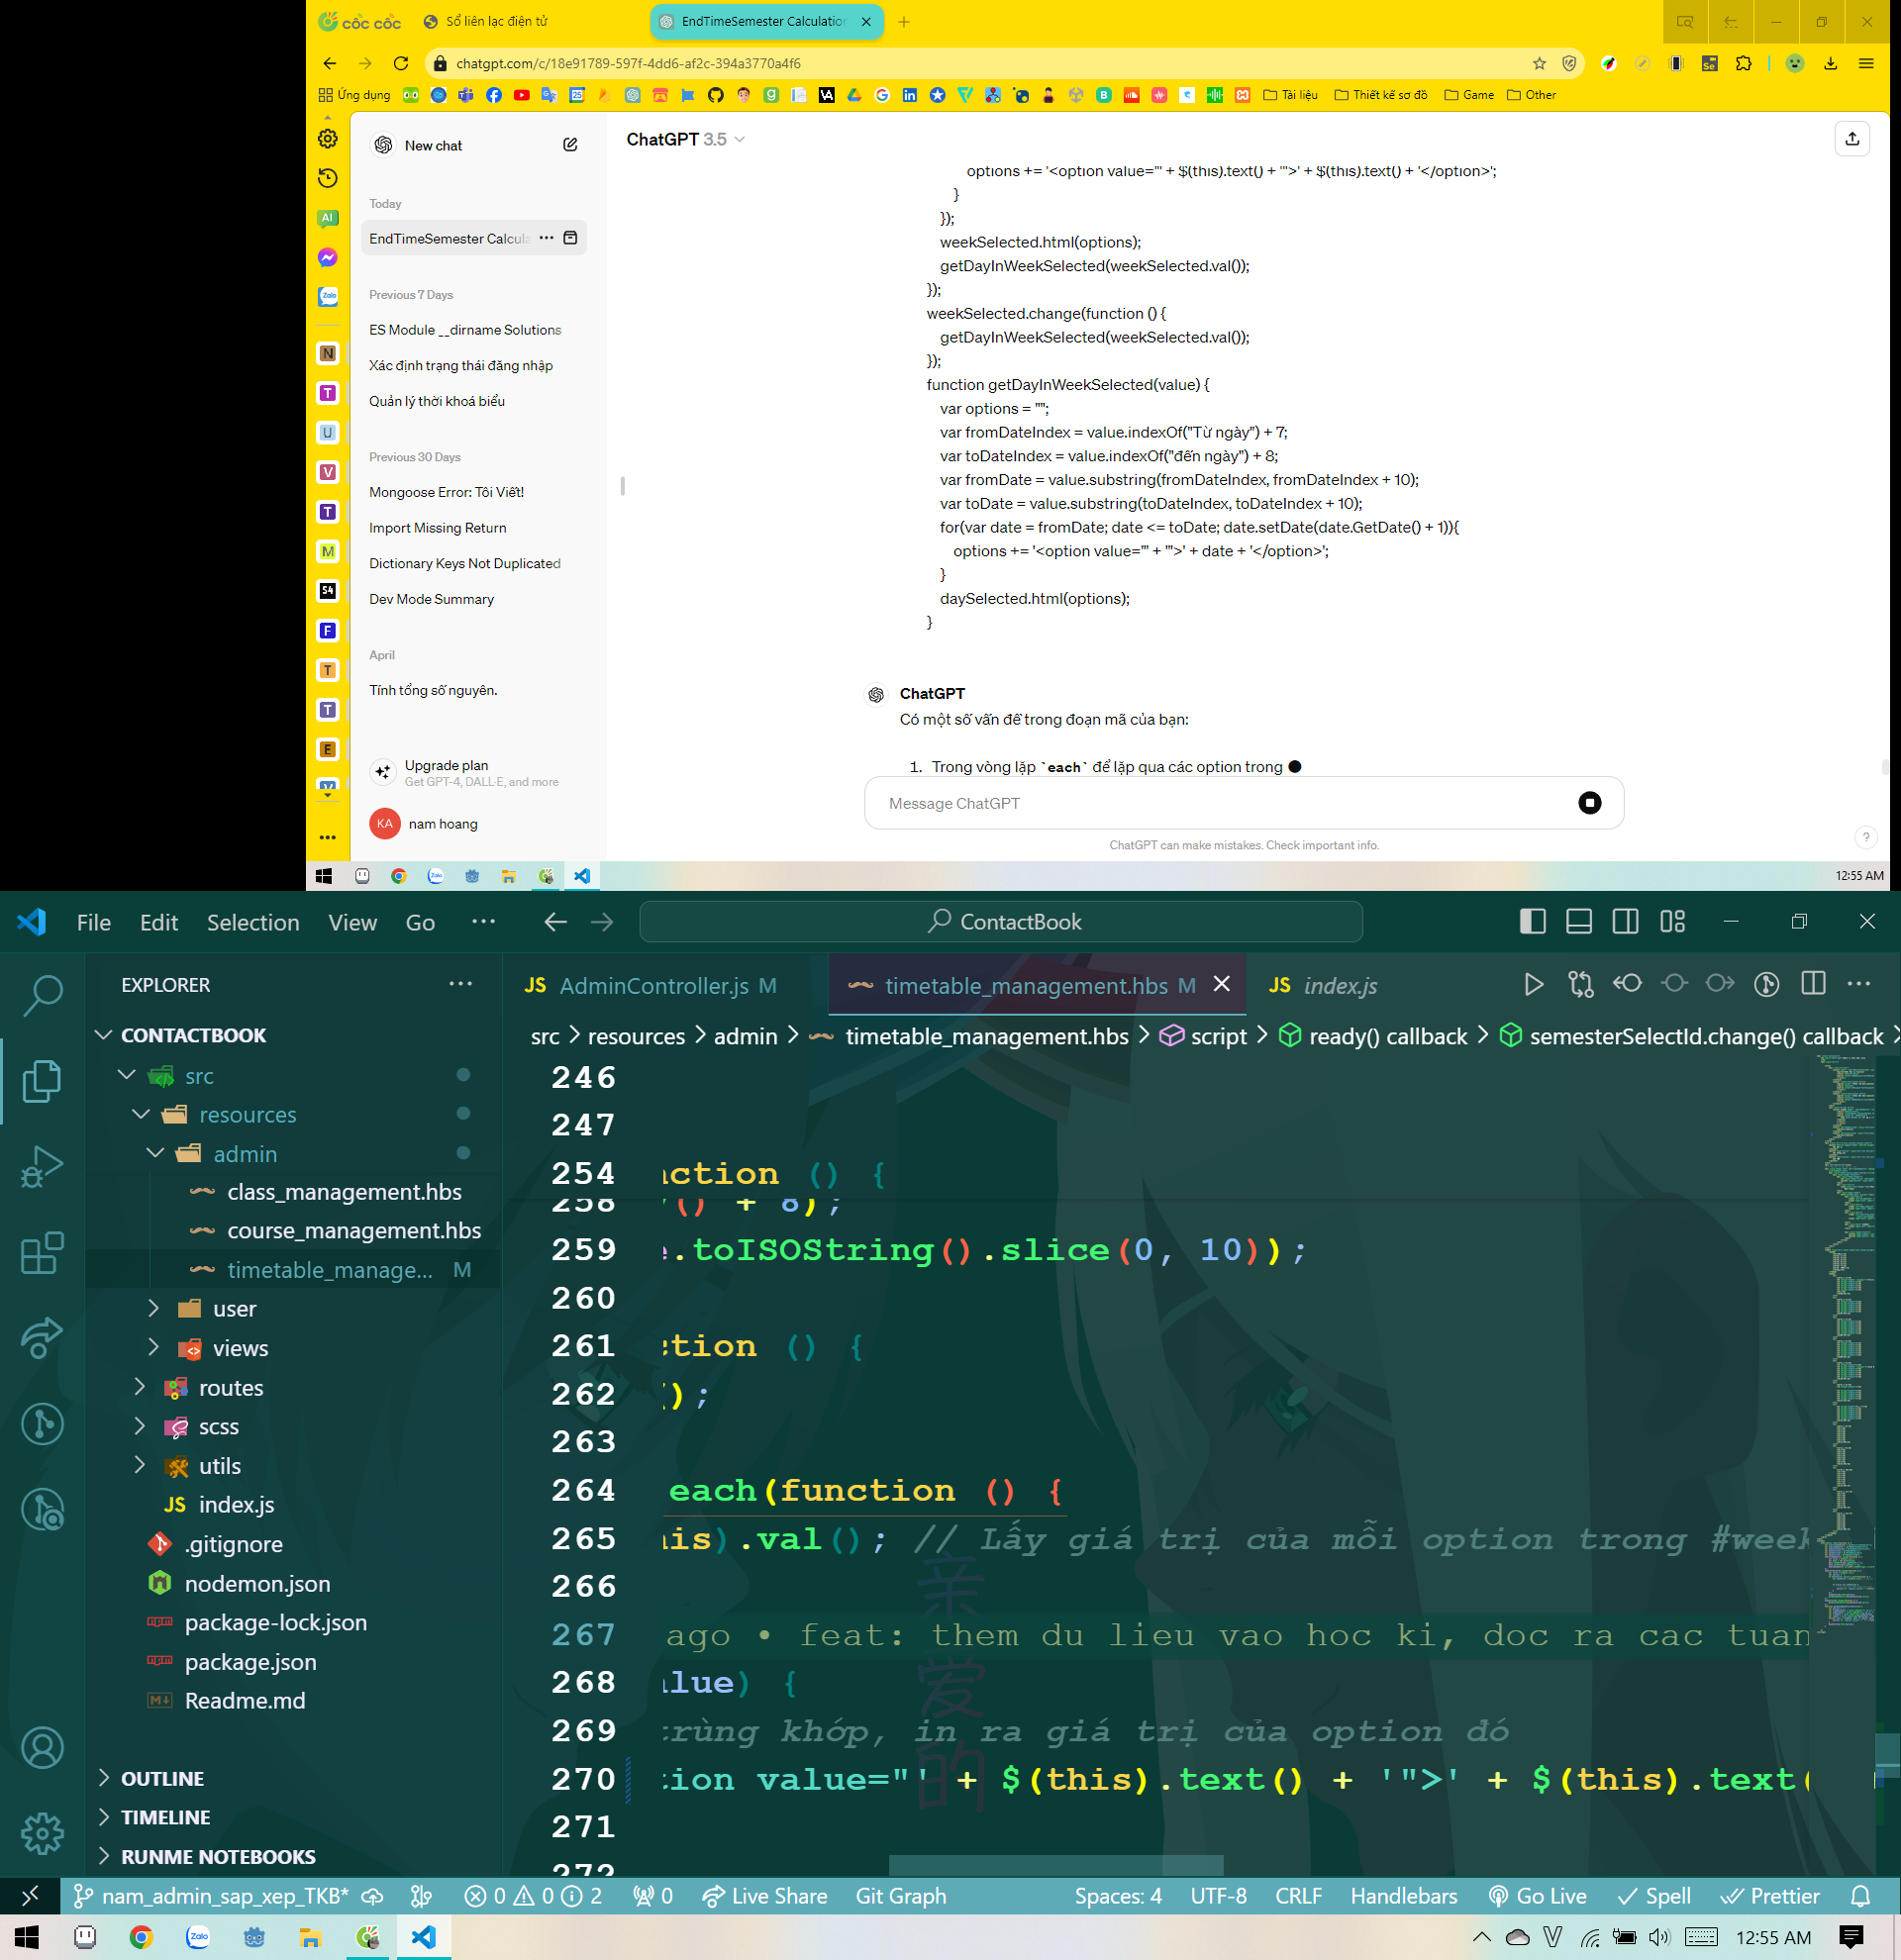 cốc cốc
Sổ liên lạc điện tử
EndTimeSemester Calculation
chatgpt.com/c/18e91789-597f-4dd6-af2c-394a3770a4f6
Ứng dụng
Tài liệu
Thiết kế sơ đồ
Game
Other
New chat
Today
EndTimeSemester Calcula
Previous 7 Days
ES Module __dirname Solutions
Xác định trạng thái đăng nhập
Quản lý thời khoá biểu
Previous 30 Days
Mongoose Error: Tôi Viết!
Import Missing Return
Dictionary Keys Not Duplicated
Dev Mode Summary
April
Tính tổng số nguyên.
Upgrade plan
Get GPT-4, DALL·E, and more
KA nam hoang
AI
Zalo
N
T
U
V
T
M
54
F
T
T
E
ChatGPT 3.5
options += '<option value="' + $(this).text() + '">' + $(this).text() + '</option>';
}
});
weekSelected.html(options);
getDayInWeekSelected(weekSelected.val());
});
weekSelected.change(function () {
getDayInWeekSelected(weekSelected.val());
});
function getDayInWeekSelected(value) {
var options = "";
var fromDateIndex = value.indexOf("Từ ngày") + 7;
var toDateIndex = value.indexOf("đến ngày") + 8;
var fromDate = value.substring(fromDateIndex, fromDateIndex + 10);
var toDate = value.substring(toDateIndex, toDateIndex + 10);
for(var date = fromDate; date <= toDate; date.setDate(date.GetDate() + 1)){
options += '<option value="' + '">' + date + '</option>';
}
daySelected.html(options);
}
ChatGPT
Có một số vấn đề trong đoạn mã của bạn:
1. Trong vòng lặp `each` để lặp qua các option trong
Message ChatGPT
ChatGPT can make mistakes. Check important info.
?
12:55 AM
File Edit Selection View Go ···
ContactBook
EXPLORER
JS AdminController.js M
timetable_management.hbs M
JS index.js
src > resources > admin > timetable_management.hbs > script > ready() callback > semesterSelectId.change() callback
CONTACTBOOK
src
resources
admin
class_management.hbs
course_management.hbs
timetable_manage... M
user
views
routes
scss
utils
JS index.js
.gitignore
nodemon.json
package-lock.json
package.json
Readme.md
OUTLINE
TIMELINE
RUNME NOTEBOOKS
246
247
254 nction () {
258 () + 8);
259 e.toISOString().slice(0, 10));
260
261 ction () {
262 ();
263
264 each(function () {
265 his).val(); // Lấy giá trị của mỗi option trong #week
266
267 ago • feat: them du lieu vao hoc ki, doc ra cac tuan
268 alue) {
269 trùng khớp, in ra giá trị của option đó
270 tion value="' + $(this).text() + '">' + $(this).text(
271
272
亲爱的
nam_admin_sap_xep_TKB*
0 0 2
0
Live Share
Git Graph
Spaces: 4
UTF-8
CRLF
Handlebars
Go Live
Spell
Prettier
Zalo
12:55 AM